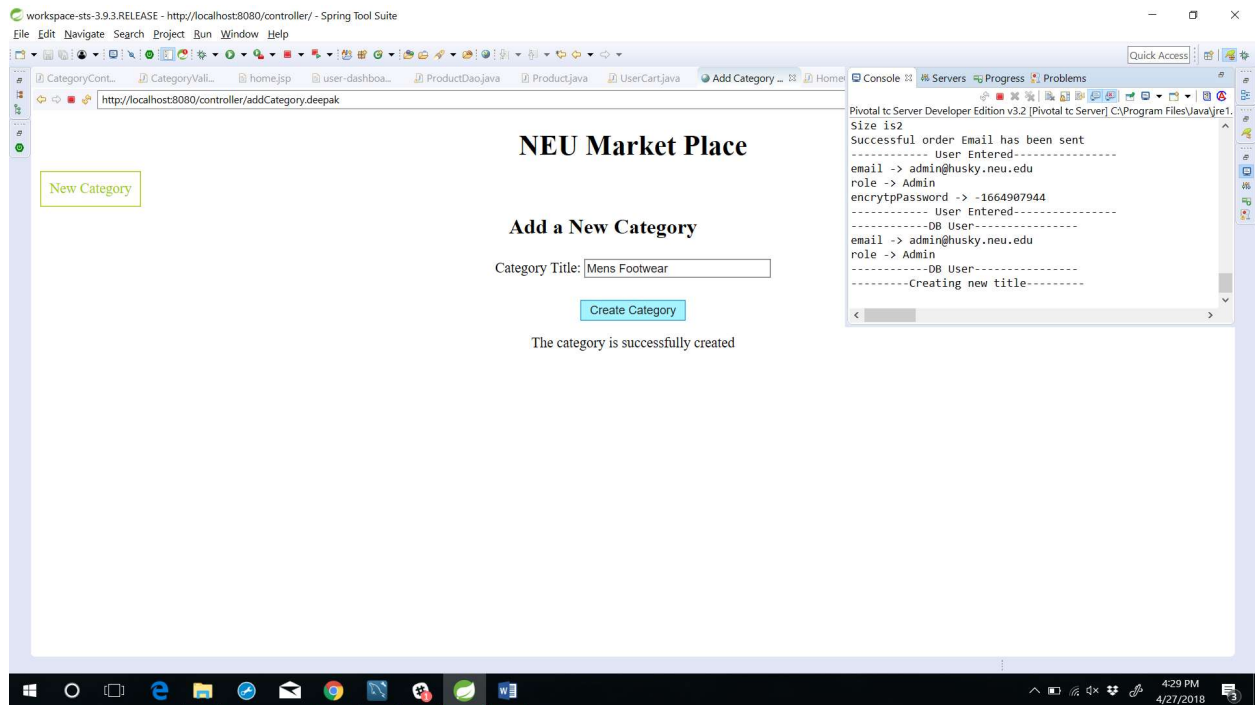 workspace-sts-3.9.3.RELEASE - http://localhost:8080/controller/ - Spring Tool Suite
File Edit Navigate Search Project Run Window Help
Quick Access
CategoryCont... CategoryVali... home.jsp user-dashboa... ProductDao.java Product.java UserCart.java Add Category ... Home
http://localhost:8080/controller/addCategory.deepak
NEU Market Place
New Category
Add a New Category
Category Title: Mens Footwear
Create Category
The category is successfully created
Console Servers Progress Problems
Pivotal tc Server Developer Edition v3.2 [Pivotal tc Server] C:\Program Files\Java\jre1.
Size is2
Successful order Email has been sent
------------ User Entered----------------
email -> admin@husky.neu.edu
role -> Admin
encrytpPassword -> -1664907944
------------ User Entered----------------
------------DB User----------------
email -> admin@husky.neu.edu
role -> Admin
------------DB User----------------
---------Creating new title---------
4:29 PM
4/27/2018
3